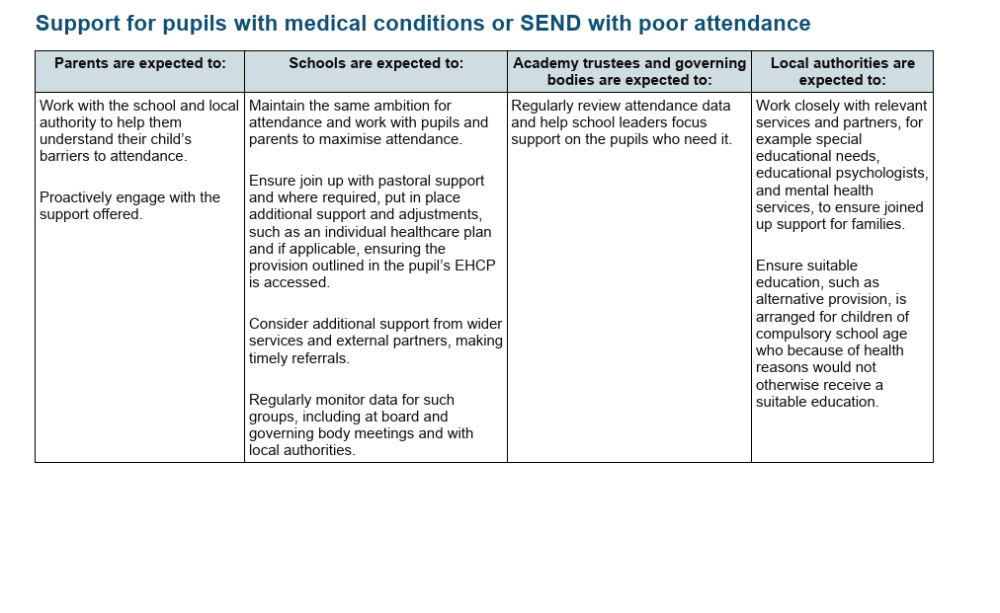 Support for pupils with medical conditions or SEND with poor attendance
Parents are expected to:
Schools are expected to:
Academy trustees and governing
bodies are expected to:
Local authorities are
expected to:
Work with the school and local
authority to help them
understand their child’s
barriers to attendance.
Proactively engage with the
support offered.
Maintain the same ambition for
attendance and work with pupils and
parents to maximise attendance.
Ensure join up with pastoral support
and where required, put in place
additional support and adjustments,
such as an individual healthcare plan
and if applicable, ensuring the
provision outlined in the pupil’s EHCP
is accessed.
Consider additional support from wider
services and external partners, making
timely referrals.
Regularly monitor data for such
groups, including at board and
governing body meetings and with
local authorities.
Regularly review attendance data
and help school leaders focus
support on the pupils who need it.
Work closely with relevant
services and partners, for
example special
educational needs,
educational psychologists,
and mental health
services, to ensure joined
up support for families.
Ensure suitable
education, such as
alternative provision, is
arranged for children of
compulsory school age
who because of health
reasons would not
otherwise receive a
suitable education.